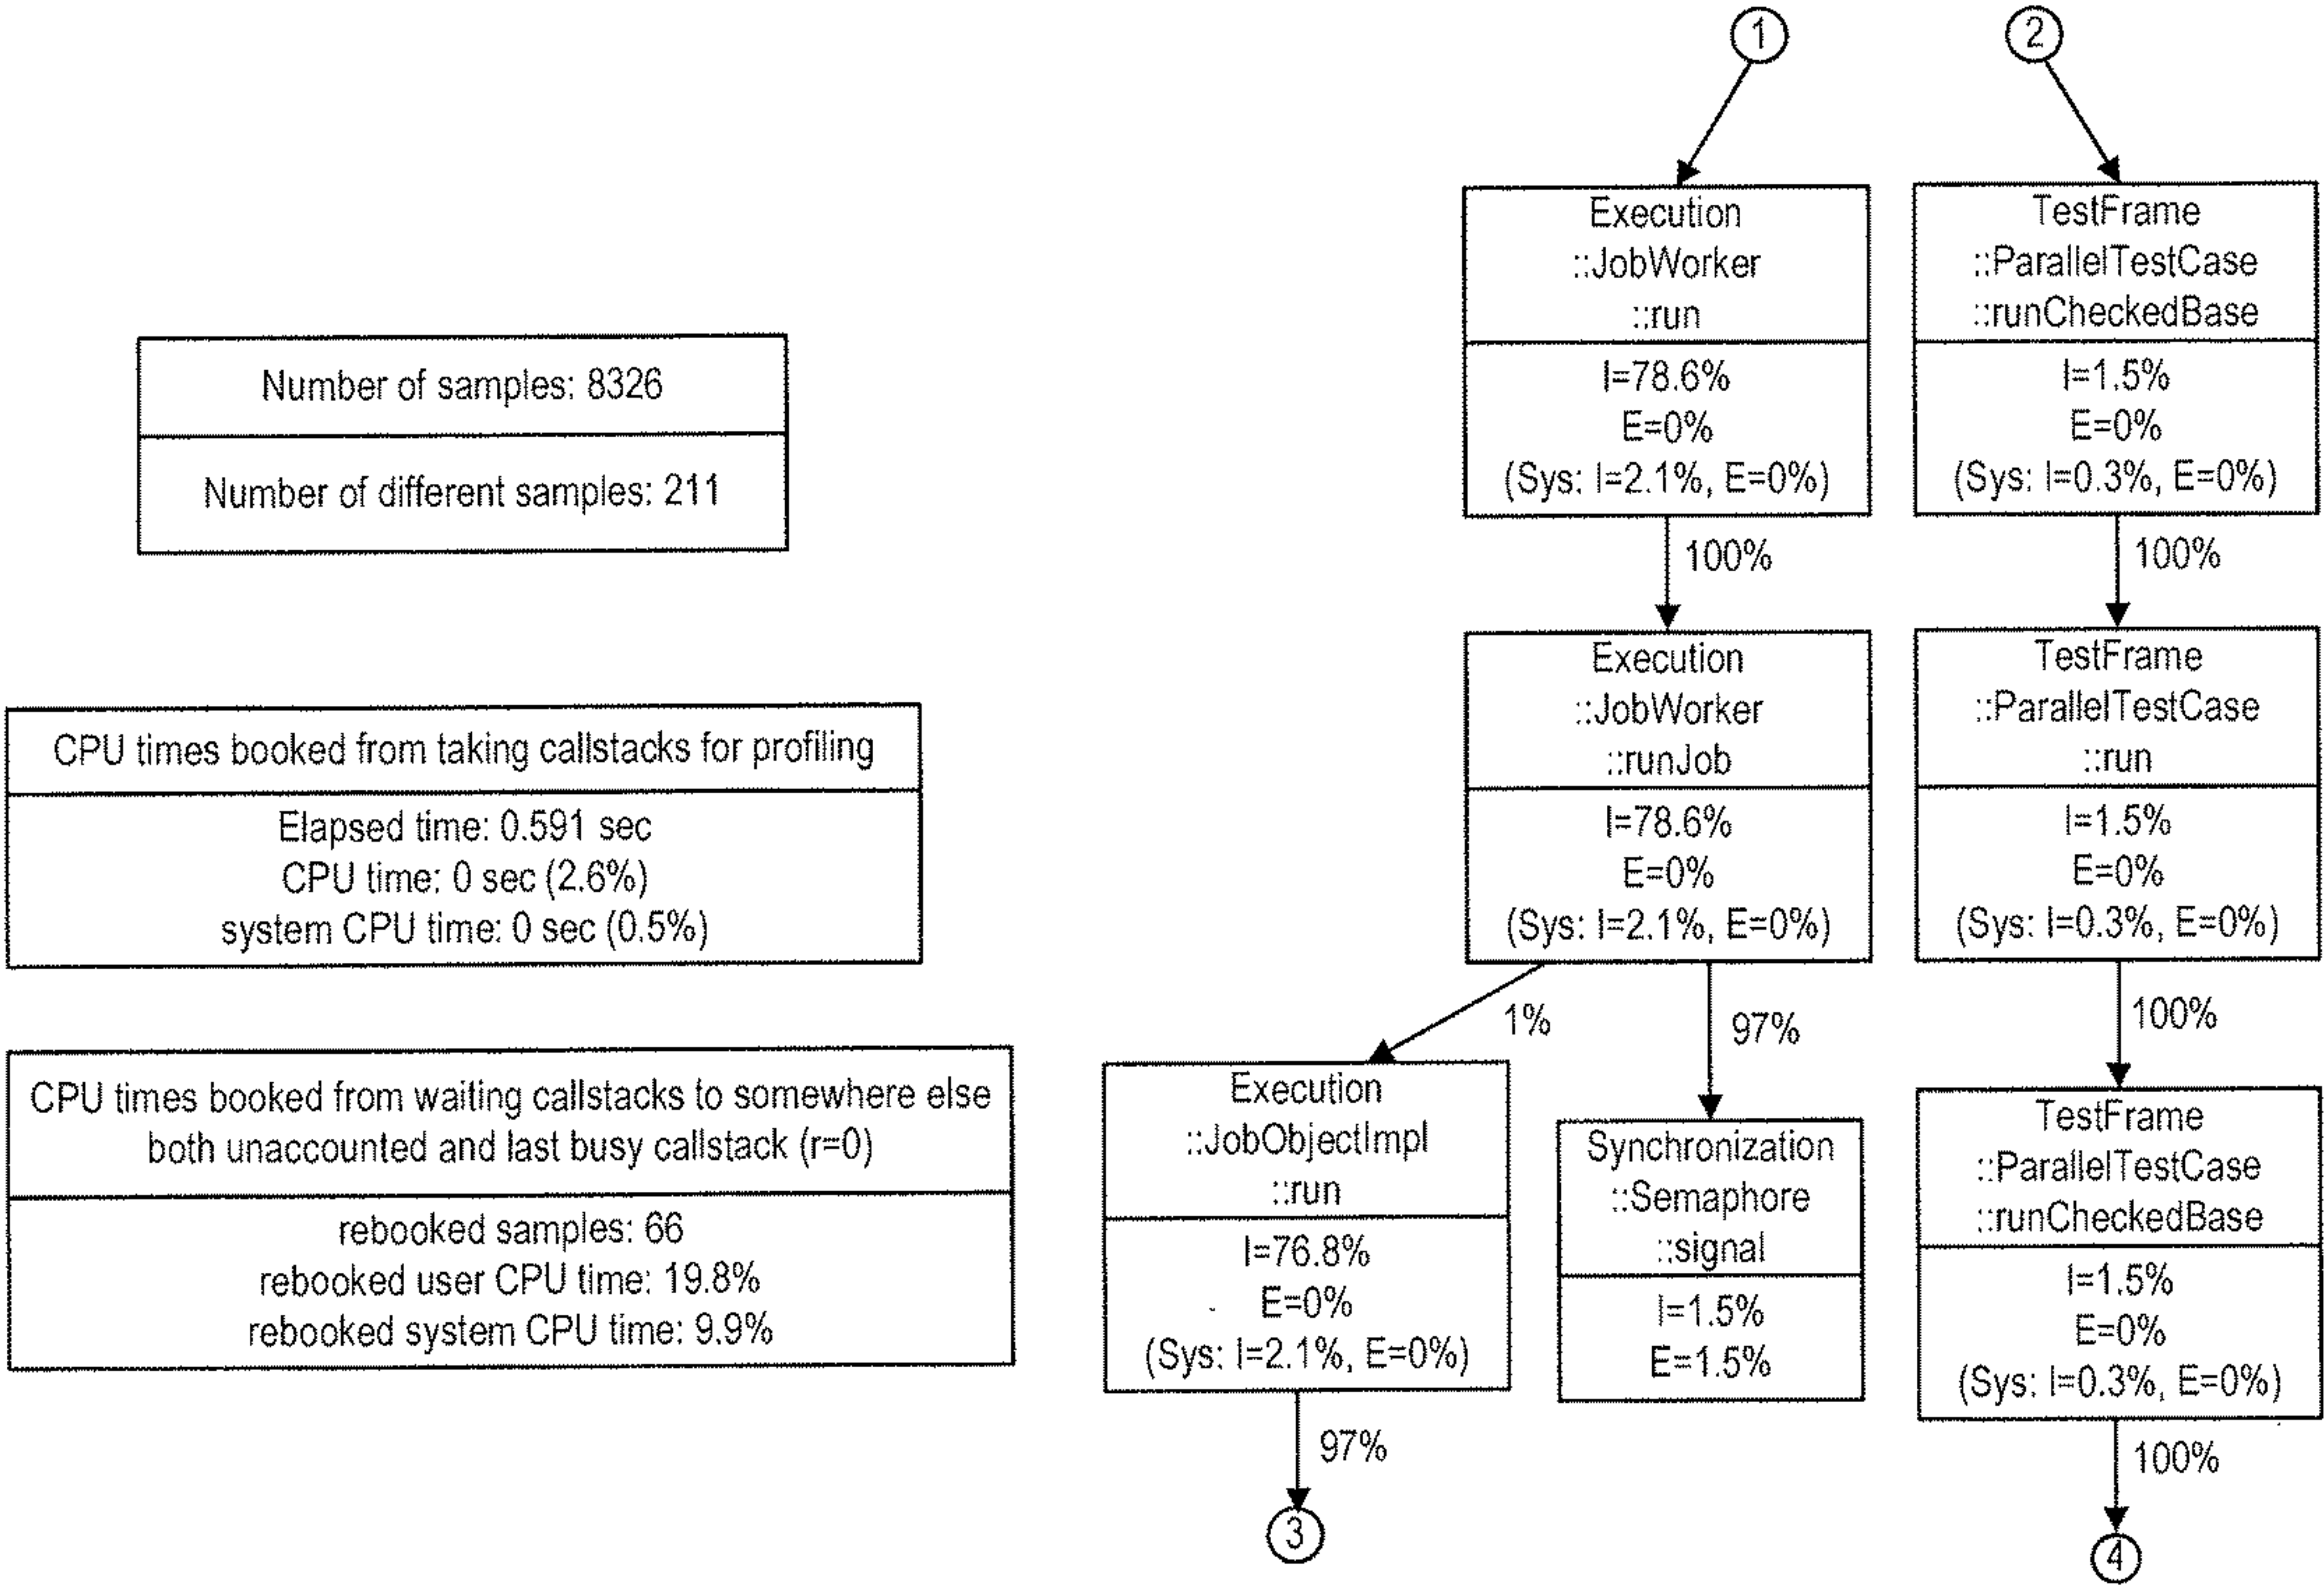 Number of samples: 8326
Number of different samples: 211
CPU times booked from taking callstacks for profiling
Elapsed time: 0.591 sec
CPU time: 0 sec (2.6%)
system CPU time: 0 sec (0.5%)
CPU times booked from waiting callstacks to somewhere else
both unaccounted and last busy callstack (r=0)
rebooked samples: 66
rebooked user CPU time: 19.8%
rebooked system CPU time: 9.9%
1
Execution
::JobWorker
::run
I=78.6%
E=0%
(Sys: I=2.1%, E=0%)
100%
Execution
::JobWorker
::runJob
I=78.6%
E=0%
(Sys: I=2.1%, E=0%)
1%
97%
Execution
::JobObjectImpl
::run
I=76.8%
E=0%
(Sys: I=2.1%, E=0%)
97%
3
Synchronization
::Semaphore
::signal
I=1.5%
E=1.5%
2
TestFrame
::ParallelTestCase
::runCheckedBase
I=1.5%
E=0%
(Sys: I=0.3%, E=0%)
100%
TestFrame
::ParallelTestCase
::run
I=1.5%
E=0%
(Sys: I=0.3%, E=0%)
100%
TestFrame
::ParallelTestCase
::runCheckedBase
I=1.5%
E=0%
(Sys: I=0.3%, E=0%)
100%
4